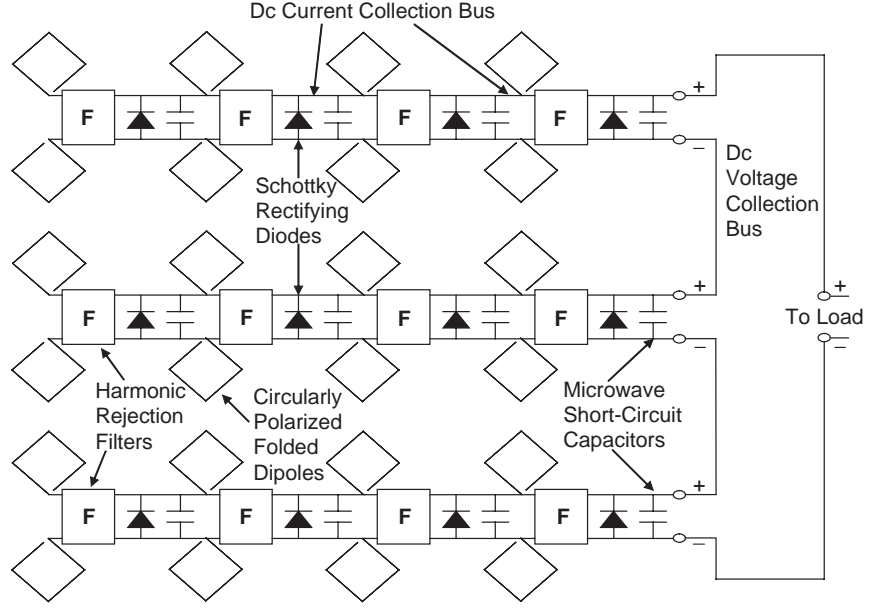 Dc Current Collection Bus
+
F F F F
–
Dc
Voltage
Collection
Bus
Schottky
Rectifying
Diodes
+
F F F F
–
+
To Load
–
Harmonic
Rejection
Filters
Circularly
Polarized
Folded
Dipoles
Microwave
Short-Circuit
Capacitors
+
F F F F
–